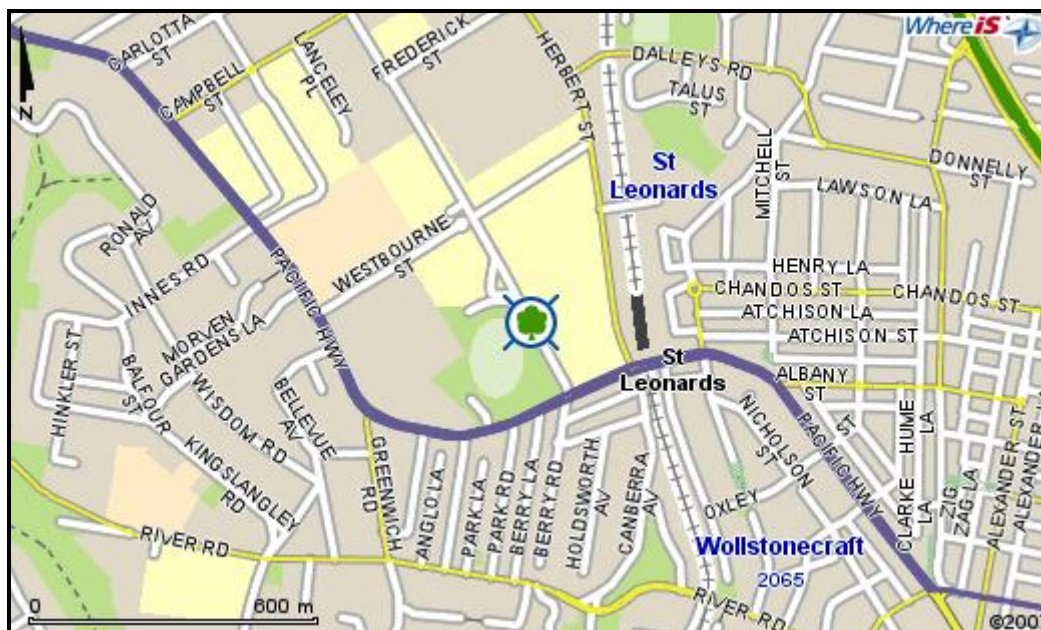 WhereiS
N
CARLOTTA
ST
CAMPBELL
ST
LANCELEY
PL
FREDERICK
ST
HERBERT ST
DALLEYS RD
TALUS
ST
St
Leonards
MITCHELL
ST
DONNELLY
ST
LAWSON LA
RONALD
AV
INNES RD
PACIFIC HWY
WESTBOURNE
ST
HENRY LA
CHANDOS ST
CHANDOS ST
ATCHISON LA
ATCHISON ST
MORVEN
GARDENS LA
HINKLER ST
BALFOUR
ST
WISDOM RD
BELLEVUE
AV
St
Leonards
ALBANY
ST
KINGSLANGLEY
RD
GREENWICH
RD
ANGLO LA
PARK LA
PARK RD
BERRY LA
BERRY RD
HOLDSWORTH
AV
CANBERRA
AV
NICHOLSON
ST
OXLEY
ST
PACIFIC HWY
CLARKE
LA
HUME
LA
ZIG
ZAG LA
ALEXANDER ST
ALEXANDER LA
RIVER RD
Wollstonecraft
2065
RIVER RD
0 600 m
©200